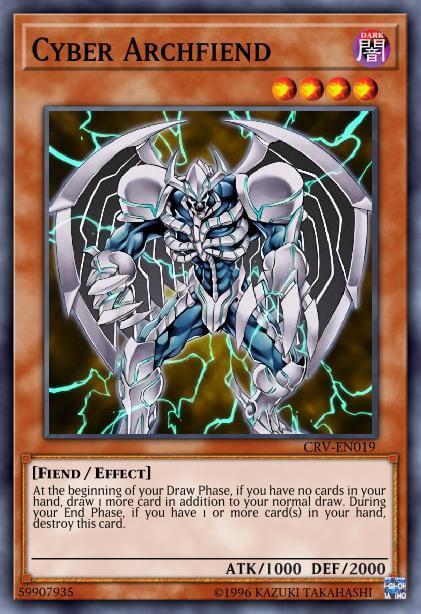 Cyber Archfiend
DARK
闇
CRV-EN019
[Fiend / Effect]
At the beginning of your Draw Phase, if you have no cards in your
hand, draw 1 more card in addition to your normal draw. During
your End Phase, if you have 1 or more card(s) in your hand,
destroy this card.
ATK/1000 DEF/2000
59907935
©1996 KAZUKI TAKAHASHI